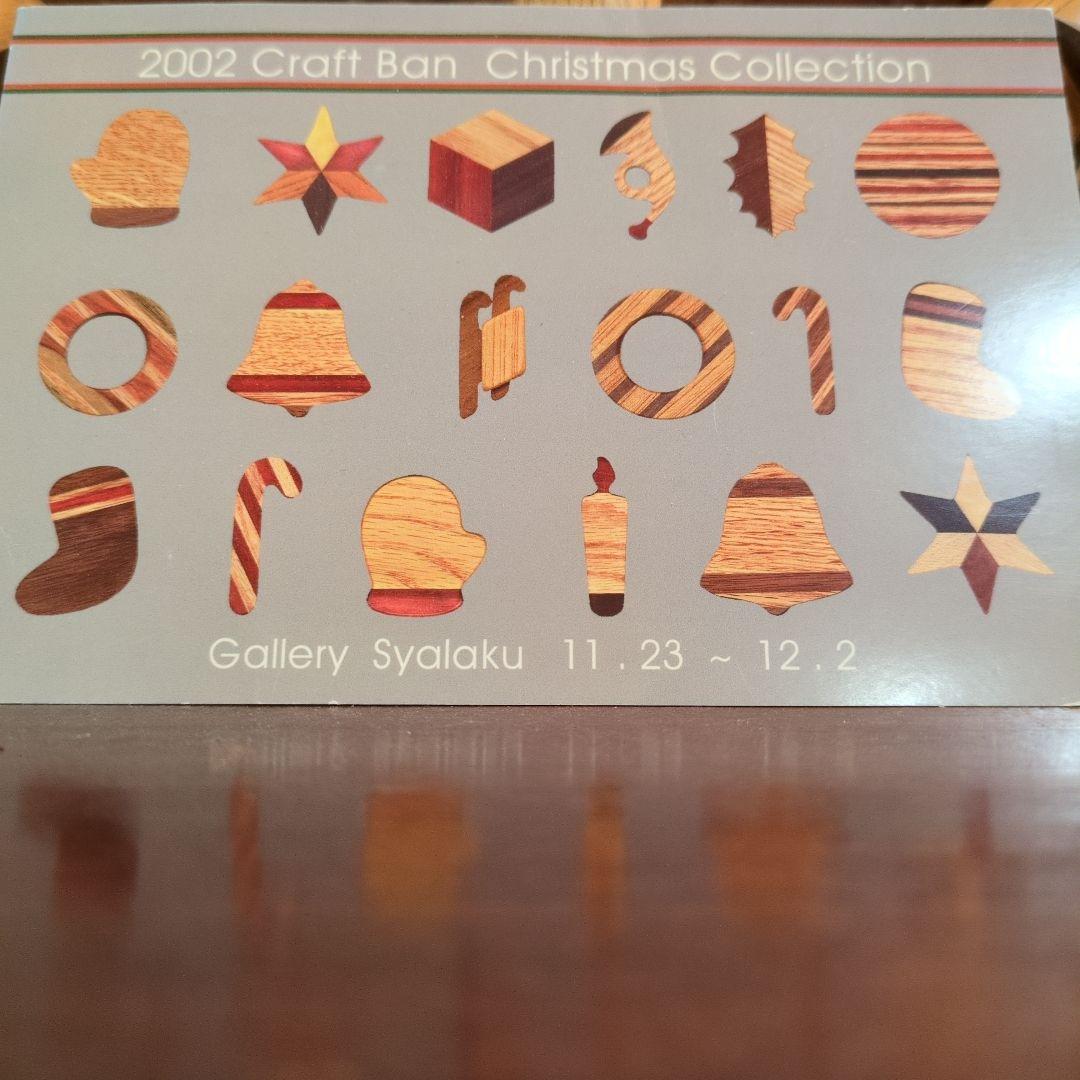 2002 Craft Ban Christmas Collection
Gallery Syalaku 11.23 ~ 12.2